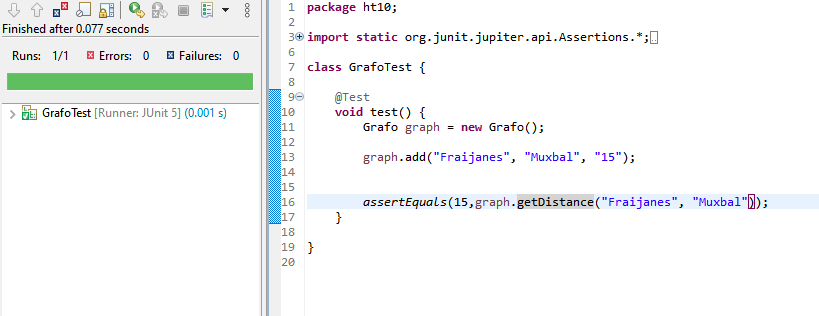 Finished after 0.077 seconds
Runs: 1/1 Errors: 0 Failures: 0
GrafoTest [Runner: JUnit 5] (0.001 s)
1 package ht10;
2
3 import static org.junit.jupiter.api.Assertions.*;
6
7 class GrafoTest {
8
9 @Test
10 void test() {
11 Grafo graph = new Grafo();
12
13 graph.add("Fraijanes", "Muxbal", "15");
14
15
16 assertEquals(15,graph.getDistance("Fraijanes", "Muxbal"));
17 }
18
19 }
20